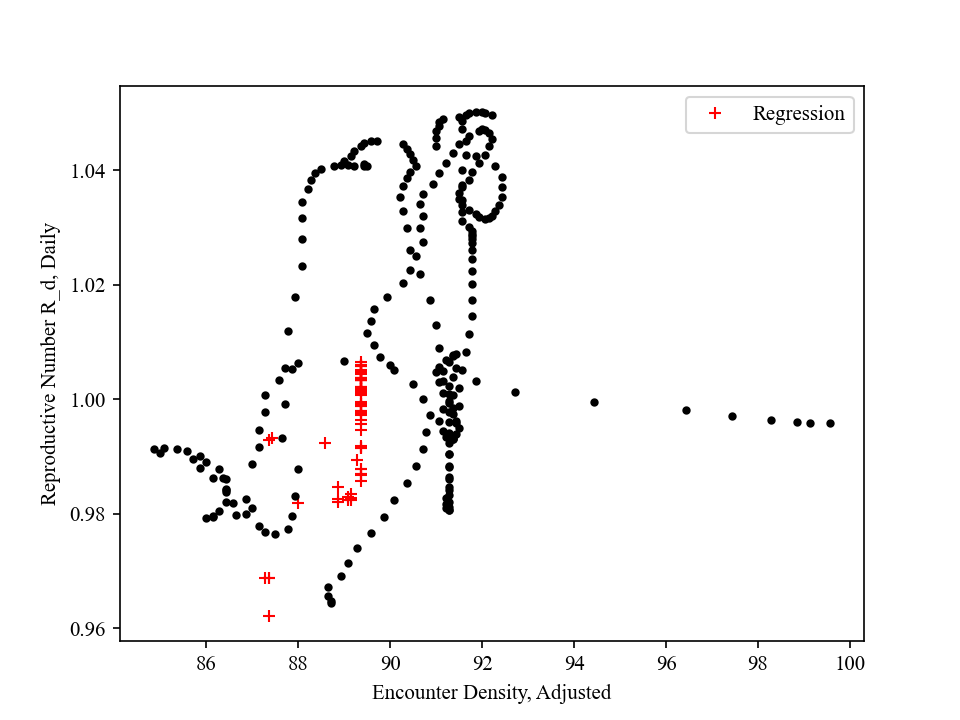 Regression
1.04
1.02
1.00
0.98
0.96
Reproductive Number R_d, Daily
86 88 90 92 94 96 98 100
Encounter Density, Adjusted